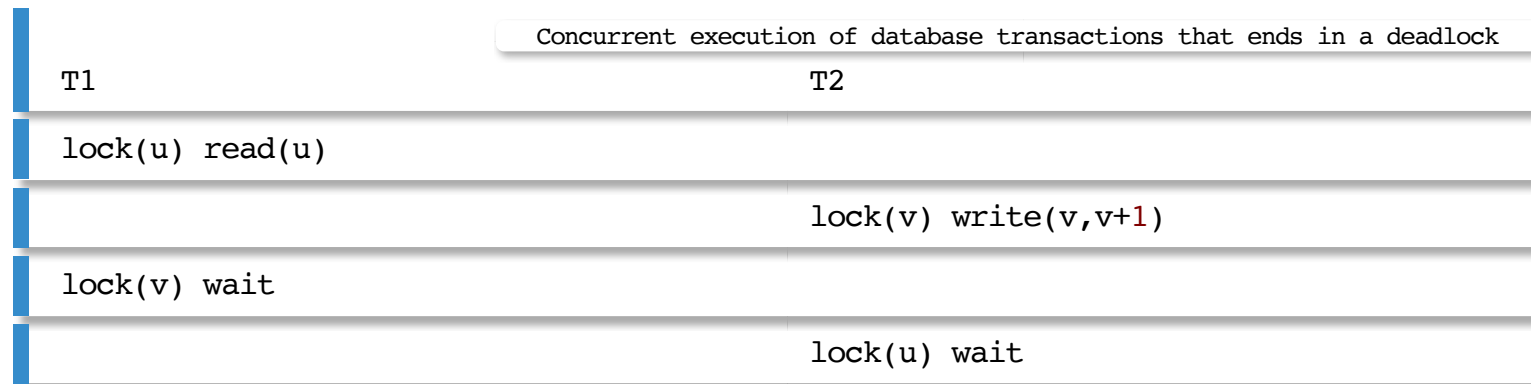 Concurrent execution of database transactions that ends in a deadlock
T1 T2
lock(u) read(u)
lock(v) write(v,v+1)
lock(v) wait
lock(u) wait